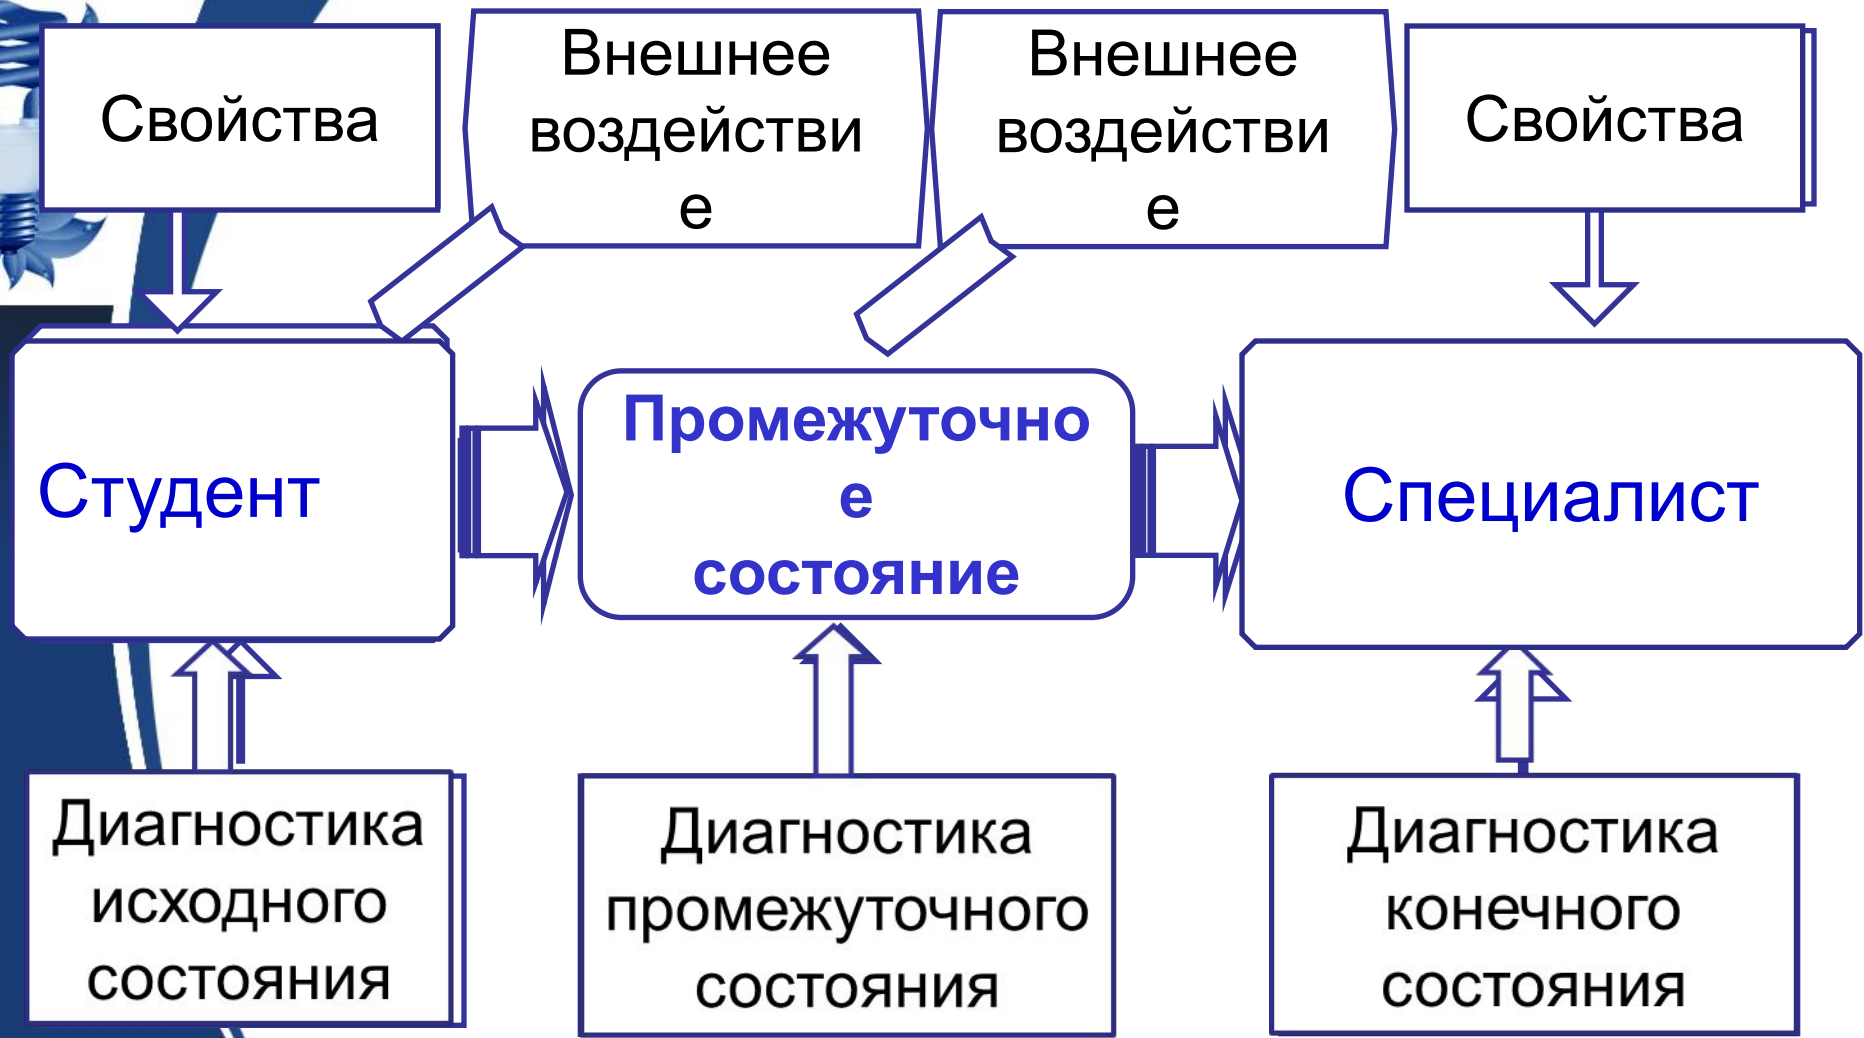 Свойства
Внешнее
воздействи
е
Внешнее
воздействи
е
Свойства
Студент
Промежуточно
е
состояние
Специалист
Диагностика
исходного
состояния
Диагностика
промежуточного
состояния
Диагностика
конечного
состояния